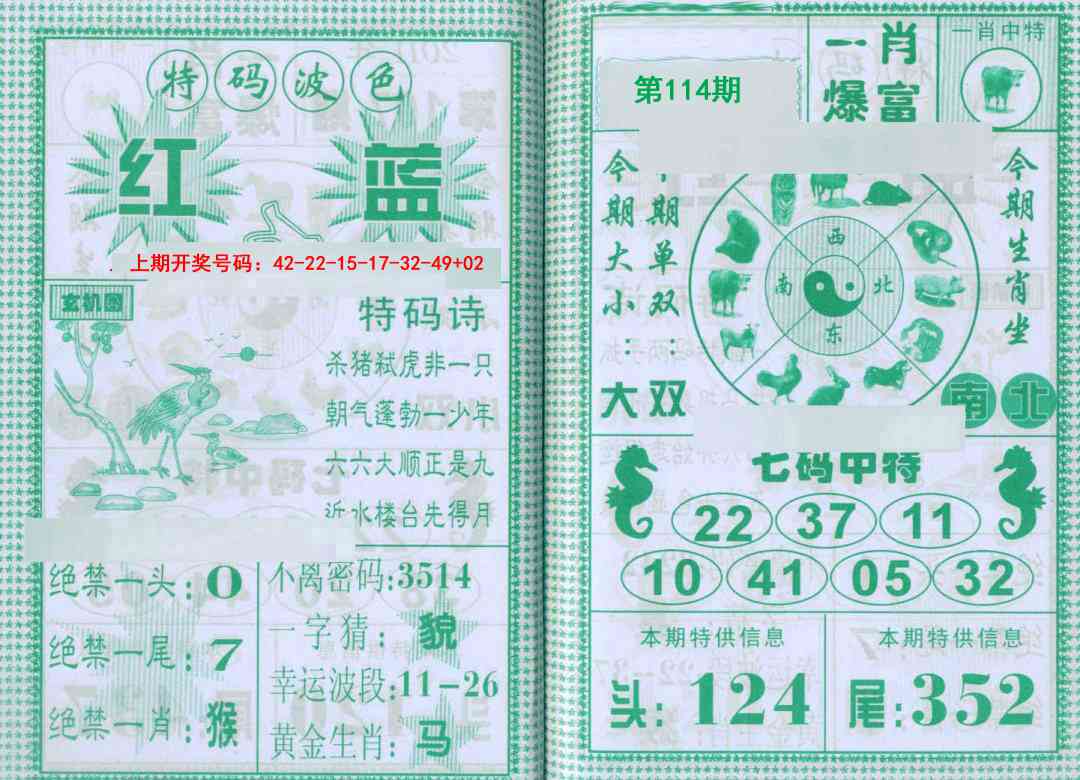 特码波色
红 蓝
上期开奖号码：42-22-15-17-32-49+02
玄机图
特码诗
杀猪弑虎非一只
朝气蓬勃一少年
六六大顺正是九
近水楼台先得月
绝禁一头：0
绝禁一尾：7
绝禁一肖：猴
小离密码：3514
一字猜：貌
幸运波段：11-26
黄金生肖：马
第114期
一肖
爆富
一肖中特
今期大小：大
期单双：双
西
南 北
东
今期生肖坐
南 北
七码中特
22 37 11
10 41 05 32
本期特供信息
头：124
本期特供信息
尾：352